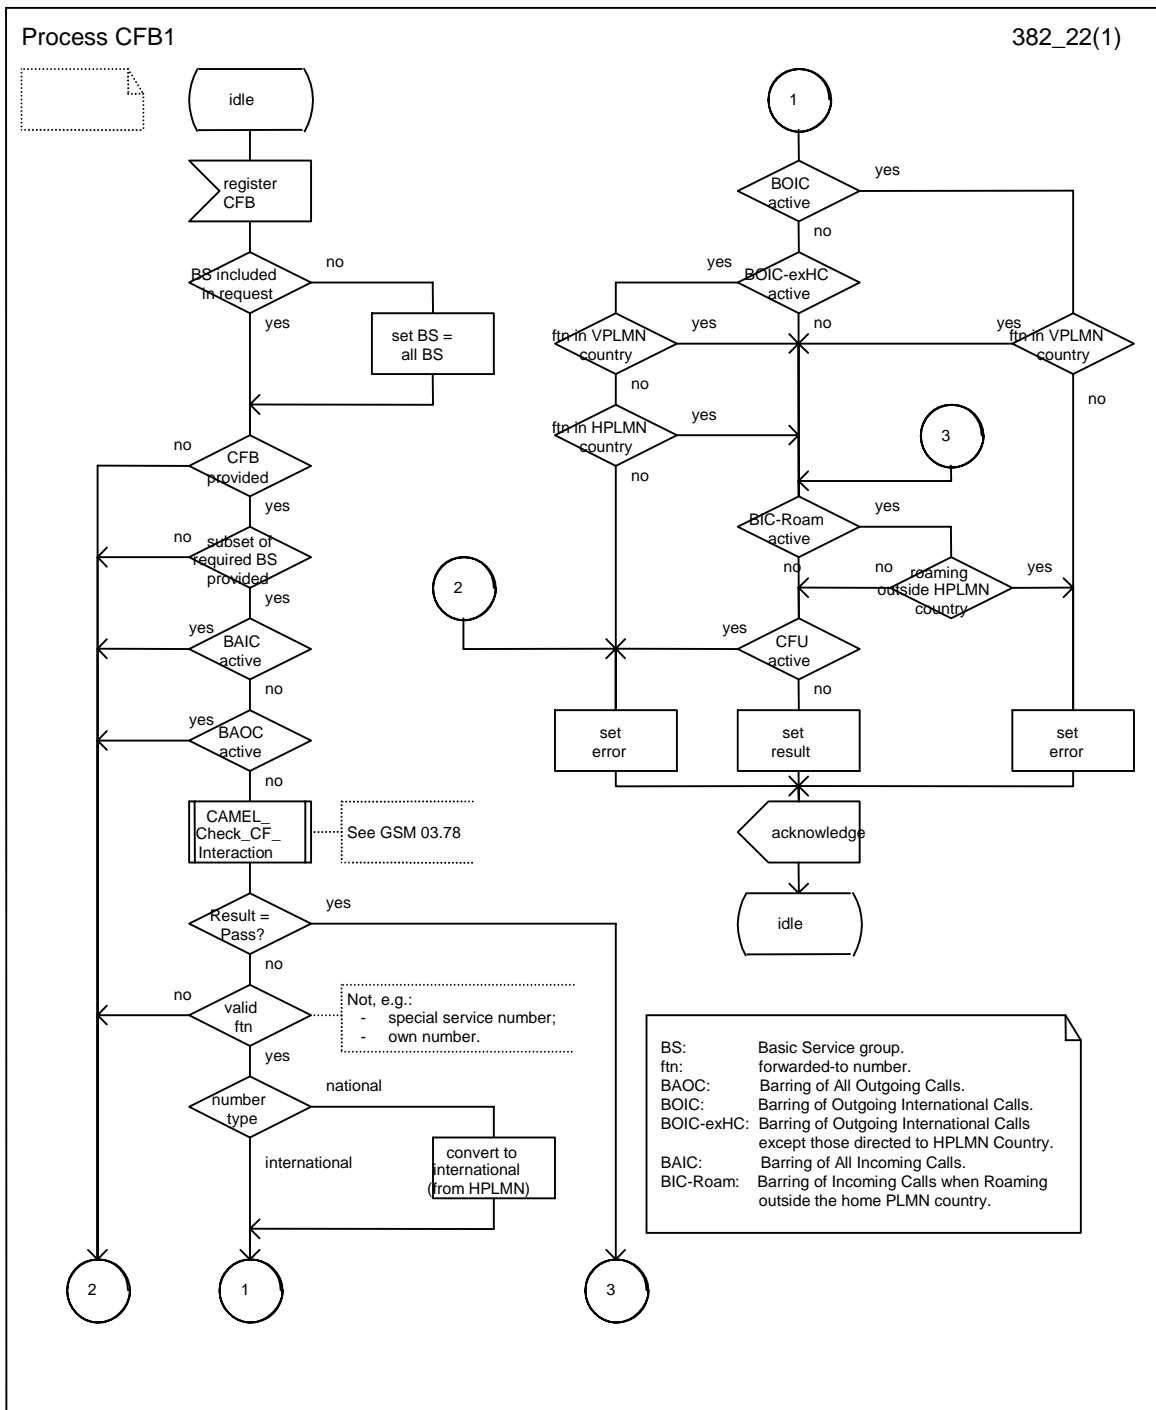 Process CFB1
382_22(1)
idle
register
CFB
BS included
in request
no
yes
set BS =
all BS
no
CFB
provided
yes
no
subset of
required BS
provided
yes
yes
BAIC
active
no
yes
BAOC
active
no
CAMEL_
Check_CF_
Interaction
See GSM 03.78
Result =
Pass?
yes
no
no
valid
ftn
Not, e.g.:
- special service number;
- own number.
yes
number
type
national
international
convert to
international
(from HPLMN)
2
1
3
1
BOIC
active
yes
no
yes
BOIC-exHC
active
no
ftn in VPLMN
country
yes
no
yes
ftn in VPLMN
country
no
ftn in HPLMN
country
yes
no
3
BIC-Roam
active
yes
no
no
roaming
outside HPLMN
country
yes
2
yes
CFU
active
no
set
error
set
result
set
error
acknowledge
idle
BS: Basic Service group.
ftn: forwarded-to number.
BAOC: Barring of All Outgoing Calls.
BOIC: Barring of Outgoing International Calls.
BOIC-exHC: Barring of Outgoing International Calls
except those directed to HPLMN Country.
BAIC: Barring of All Incoming Calls.
BIC-Roam: Barring of Incoming Calls when Roaming
outside the home PLMN country.